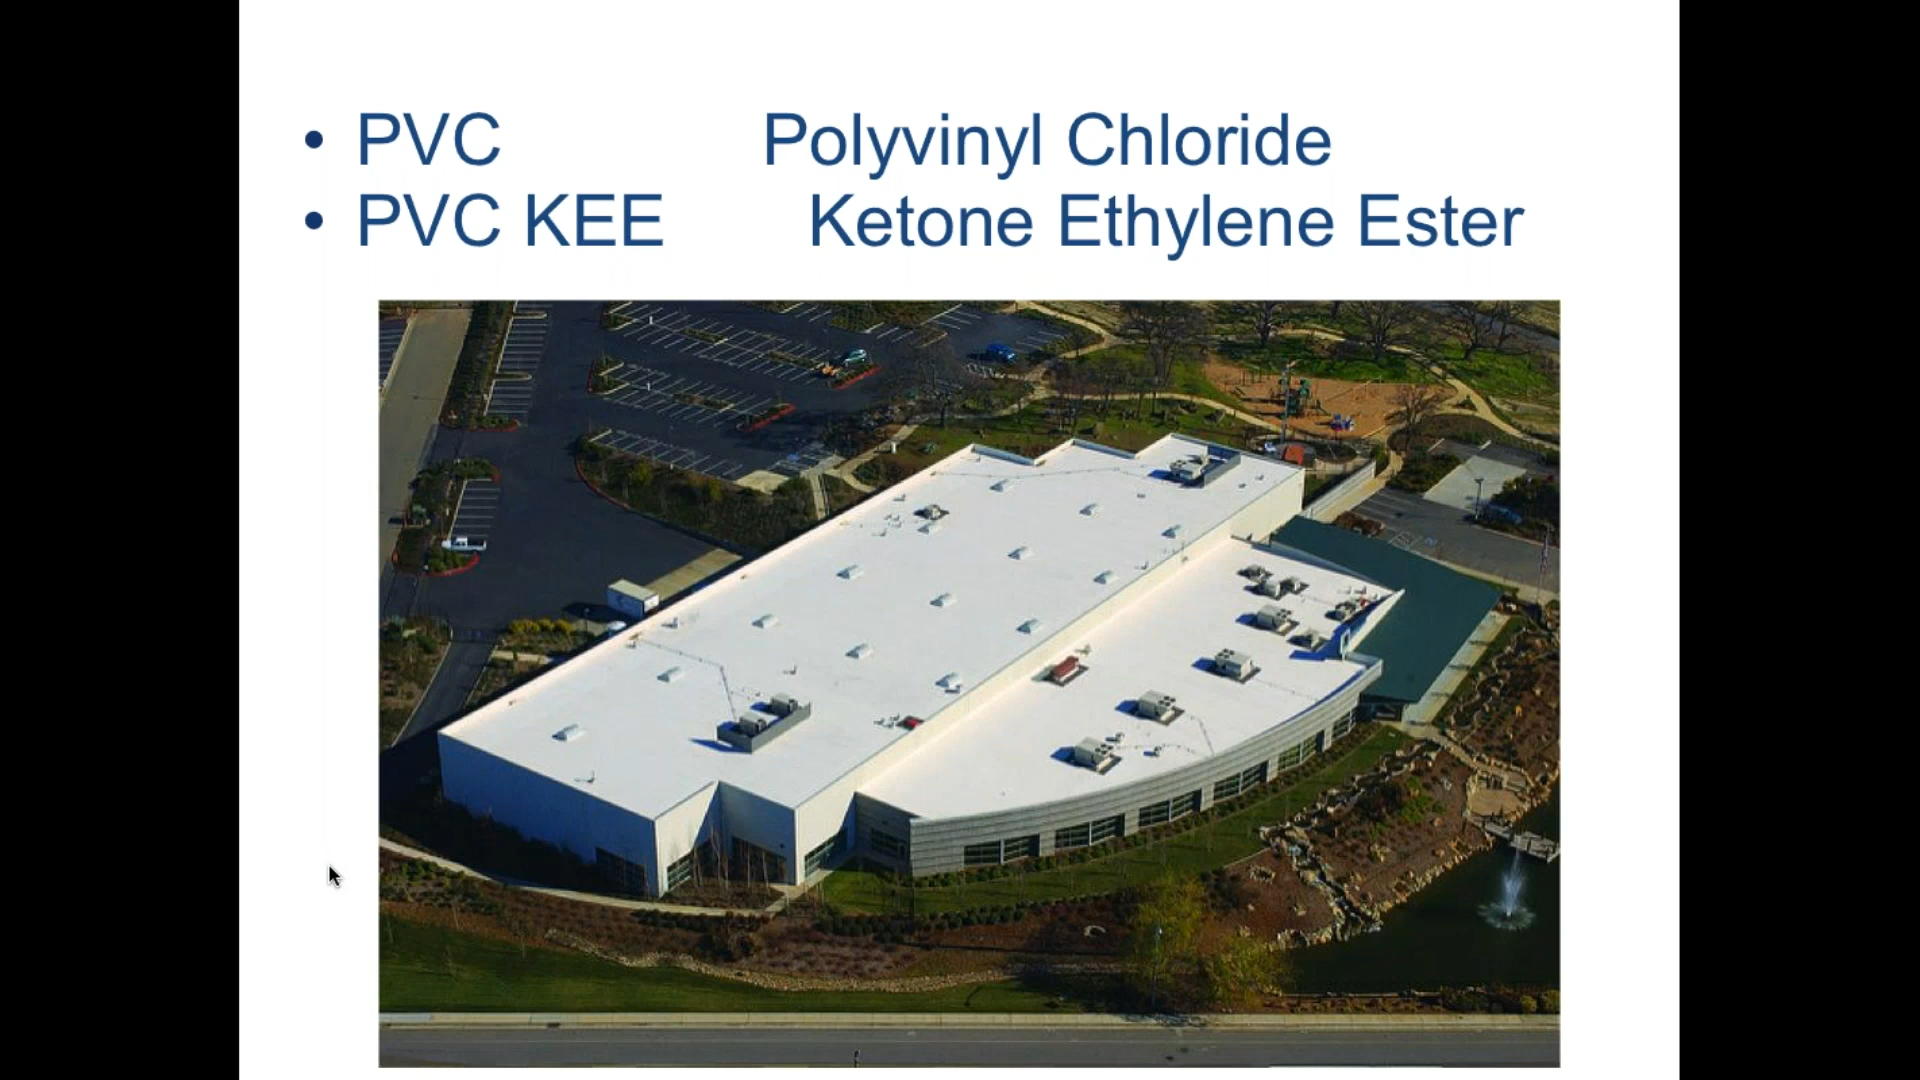 • PVC Polyvinyl Chloride
• PVC KEE Ketone Ethylene Ester